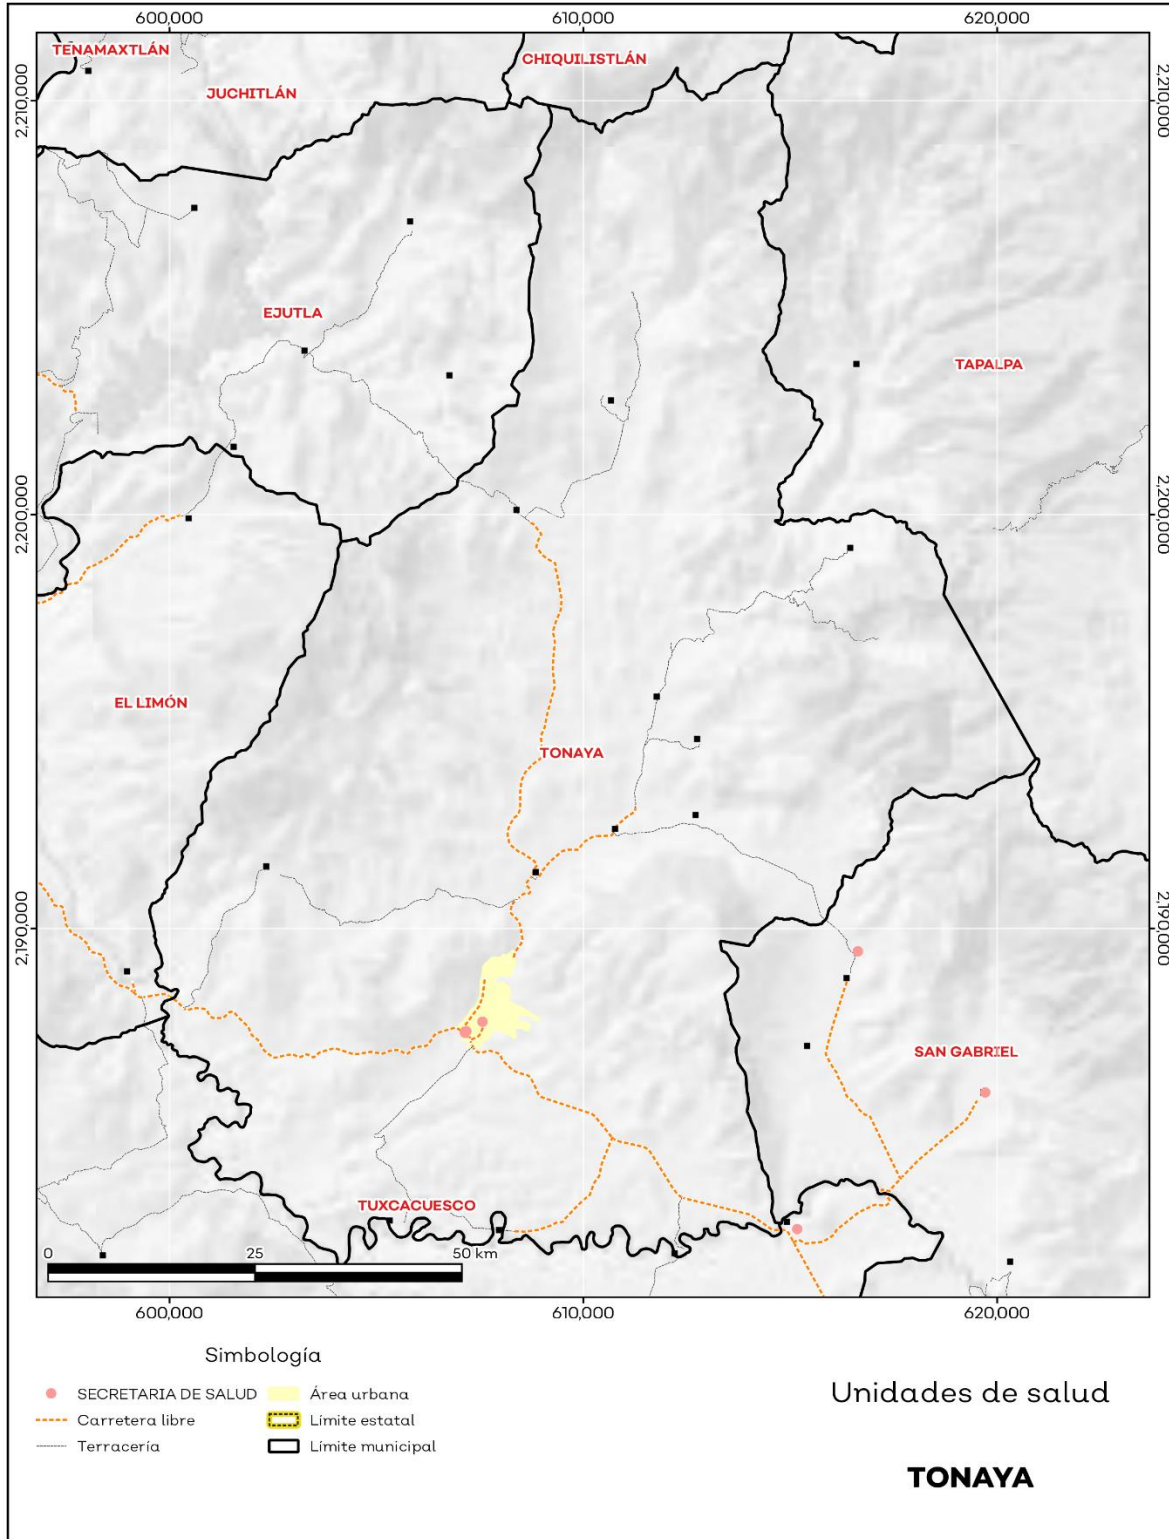 600,000
610,000
620,000
TENAMAXTLÁN
CHIQUILISTLÁN
JUCHITLÁN
2,210,000
2,210,000
EJUTLA
TAPALPA
2,200,000
2,200,000
EL LIMÓN
TONAYA
2,190,000
2,190,000
SAN GABRIEL
TUXCACUESCO
0
25
50 km
600,000
610,000
620,000
Simbología
SECRETARIA DE SALUD
Área urbana
Carretera libre
Límite estatal
Terracería
Límite municipal
Unidades de salud
TONAYA